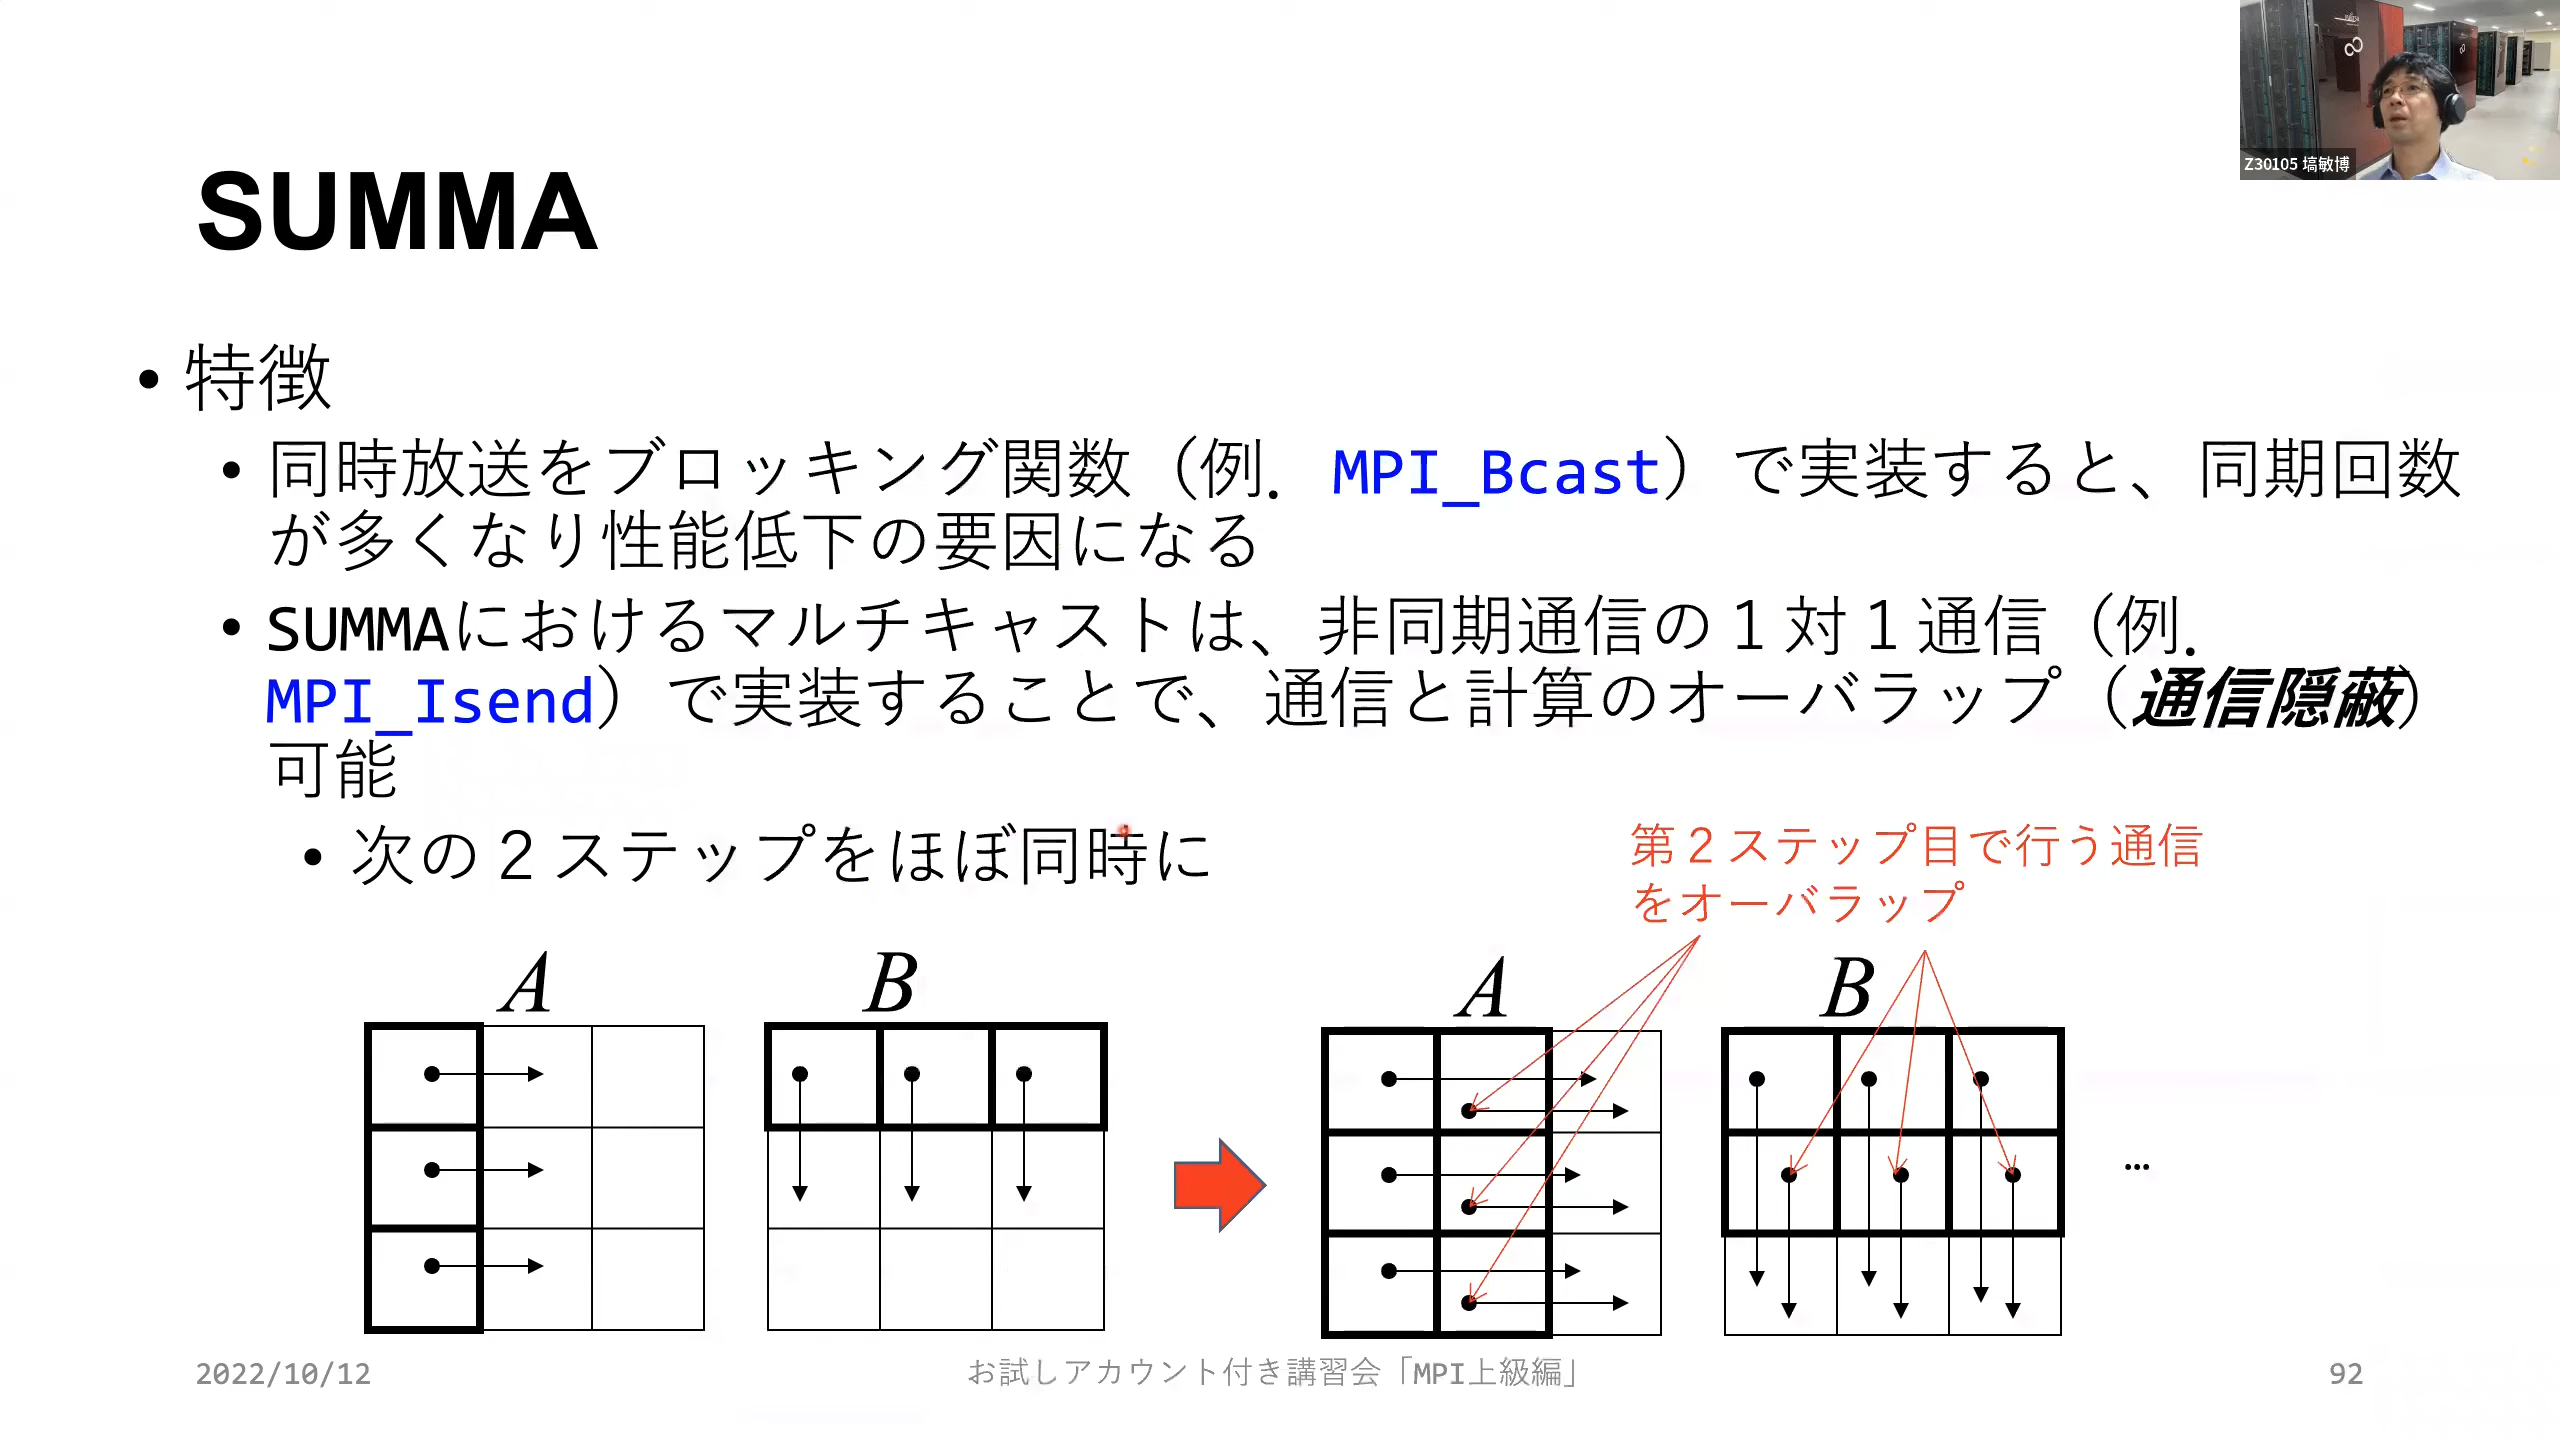 Z30105 塙敏博
SUMMA
• 特徴
• 同時放送をブロッキング関数（例． MPI_Bcast）で実装すると、同期回数
が多くなり性能低下の要因になる
• SUMMAにおけるマルチキャストは、非同期通信の１対１通信（例．
MPI_Isend）で実装することで、通信と計算のオーバラップ（通信隠蔽）
可能
• 次の２ステップをほぼ同時に
第２ステップ目で行う通信
をオーバラップ
A
B
A
B
…
2022/10/12
お試しアカウント付き講習会「MPI上級編」
92